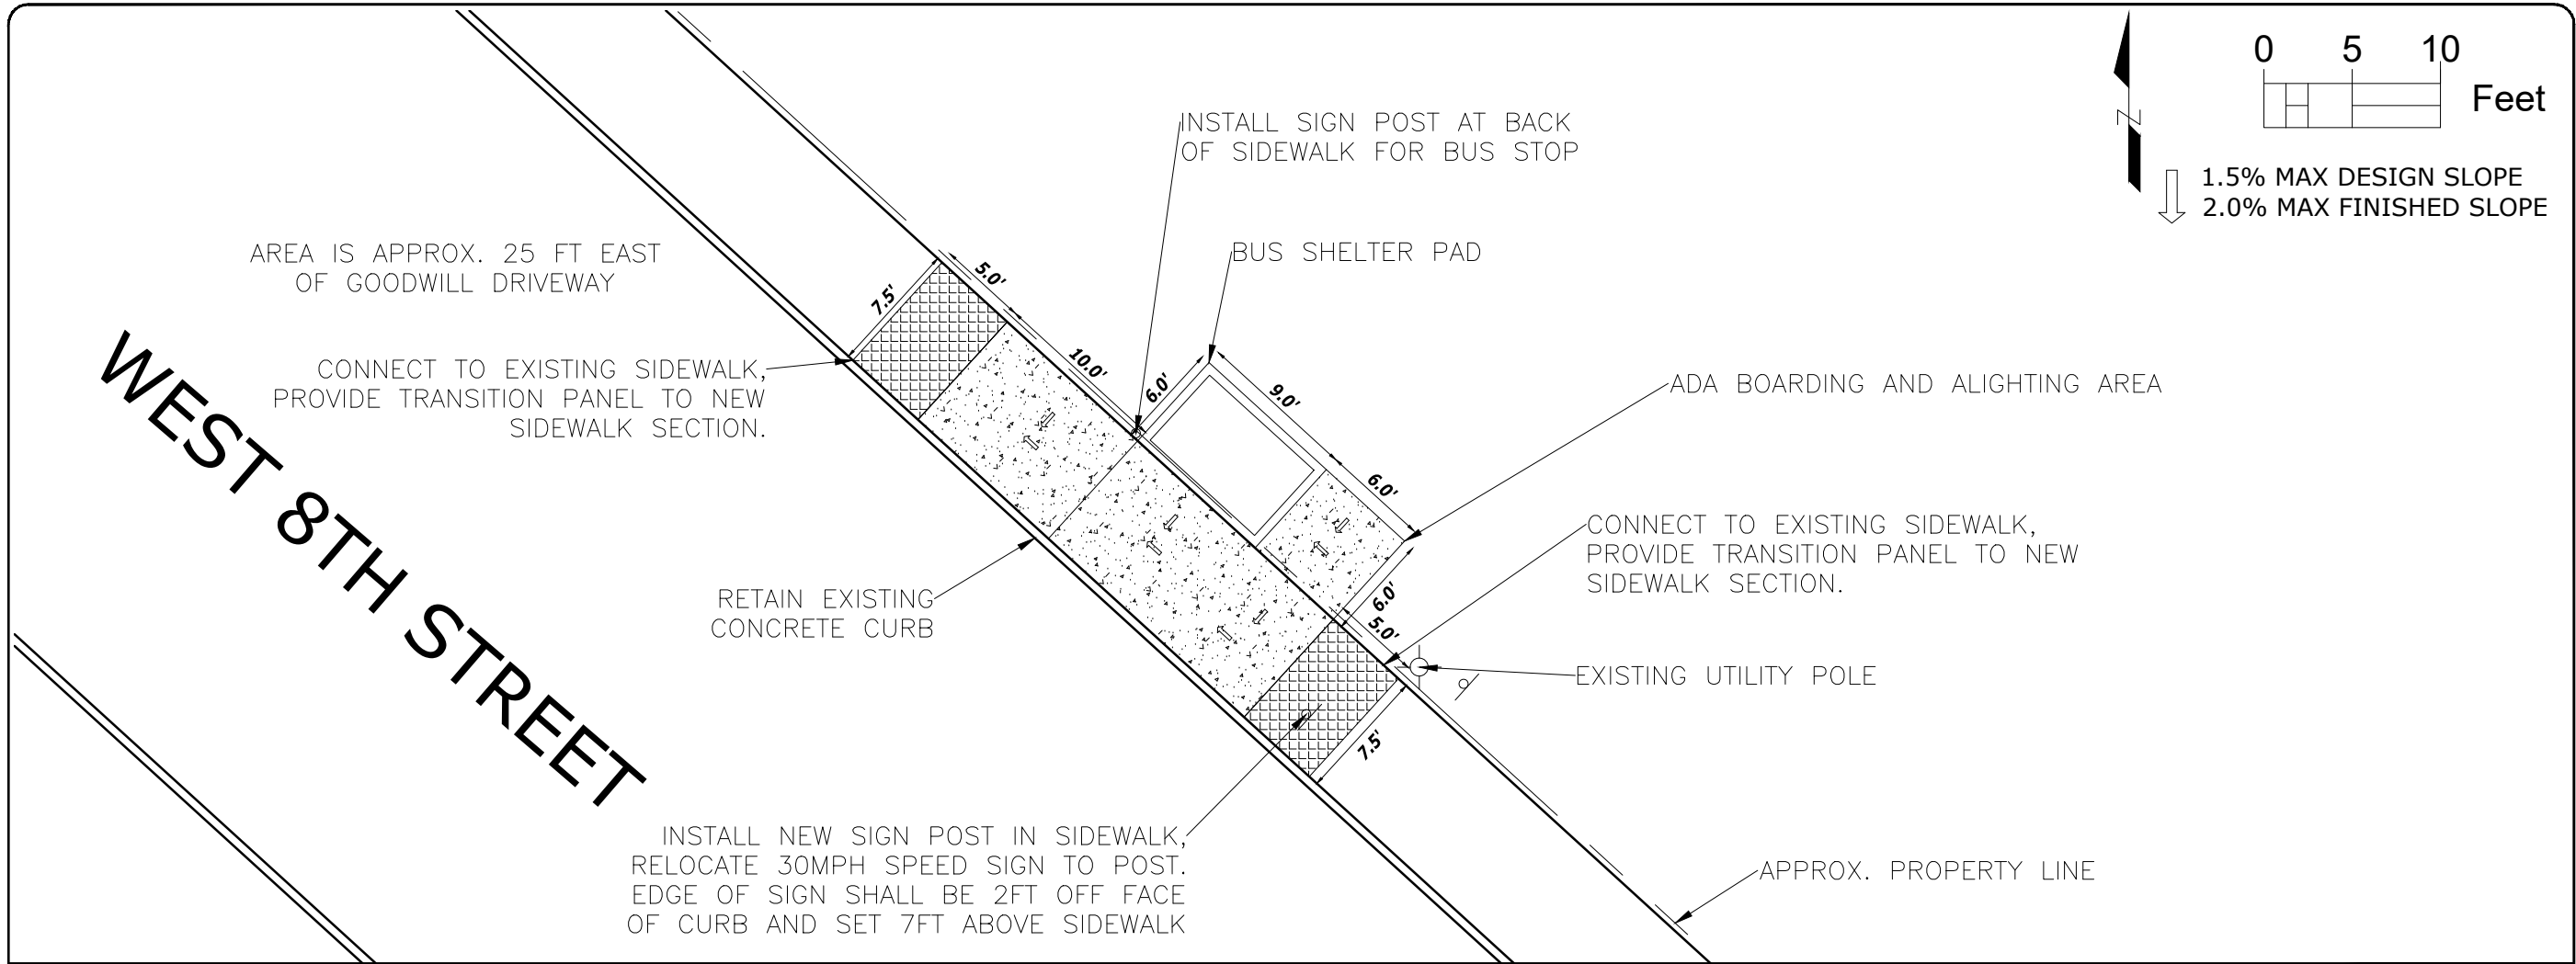 0 5 10
Feet
N
1.5% MAX DESIGN SLOPE
2.0% MAX FINISHED SLOPE
INSTALL SIGN POST AT BACK
OF SIDEWALK FOR BUS STOP
BUS SHELTER PAD
AREA IS APPROX. 25 FT EAST
OF GOODWILL DRIVEWAY
CONNECT TO EXISTING SIDEWALK,
PROVIDE TRANSITION PANEL TO NEW
SIDEWALK SECTION.
WEST 8TH STREET
7.5'
5.0'
10.0'
6.0'
9.0'
6.0'
6.0'
5.0'
7.5'
ADA BOARDING AND ALIGHTING AREA
CONNECT TO EXISTING SIDEWALK,
PROVIDE TRANSITION PANEL TO NEW
SIDEWALK SECTION.
RETAIN EXISTING
CONCRETE CURB
EXISTING UTILITY POLE
INSTALL NEW SIGN POST IN SIDEWALK,
RELOCATE 30MPH SPEED SIGN TO POST.
EDGE OF SIGN SHALL BE 2FT OFF FACE
OF CURB AND SET 7FT ABOVE SIDEWALK
APPROX. PROPERTY LINE